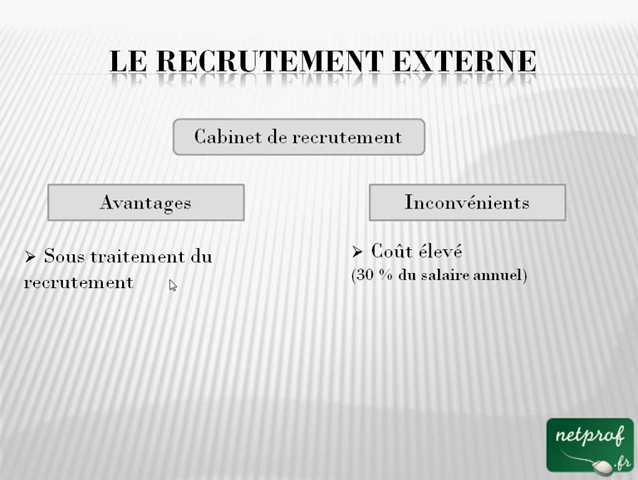 LE RECRUTEMENT EXTERNE
Cabinet de recrutement
Avantages
Inconvénients
➢ Sous traitement du
recrutement
➢ Coût élevé
(30 % du salaire annuel)
netprof
.fr